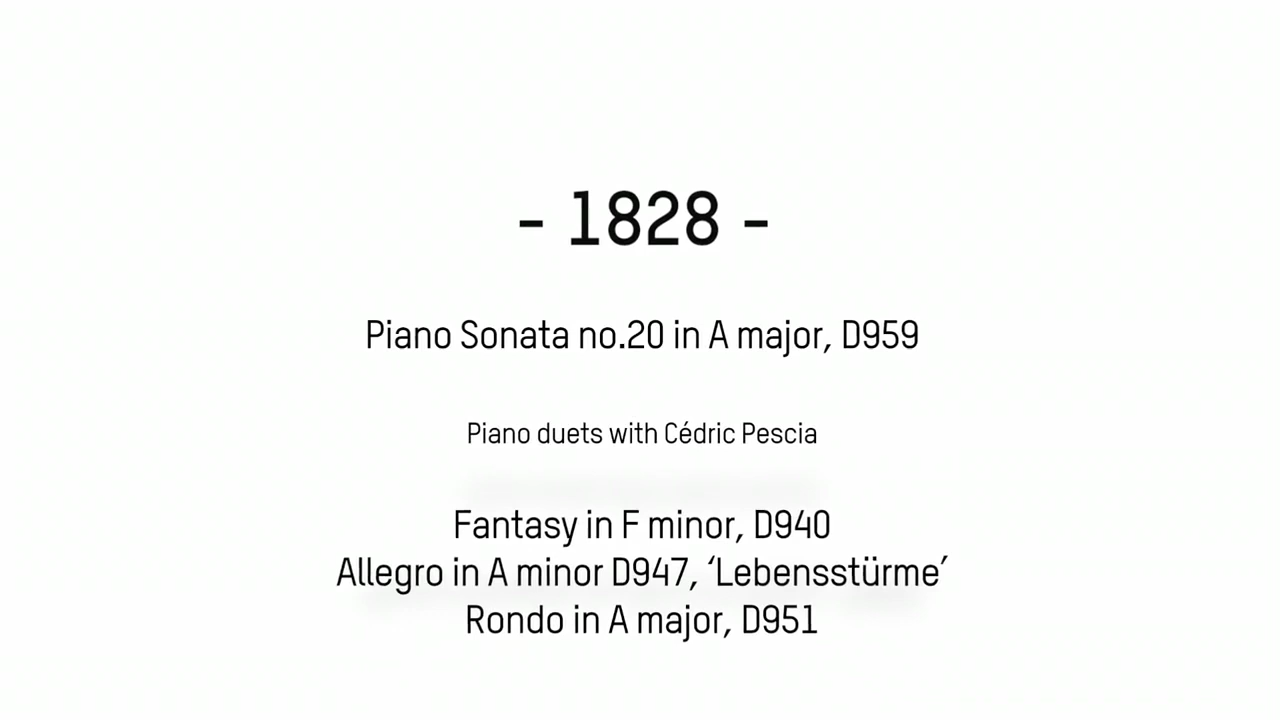 - 1828 -
Piano Sonata no.20 in A major, D959
Piano duets with Cédric Pescia
Fantasy in F minor, D940
Allegro in A minor D947, ‘Lebensstürme’
Rondo in A major, D951